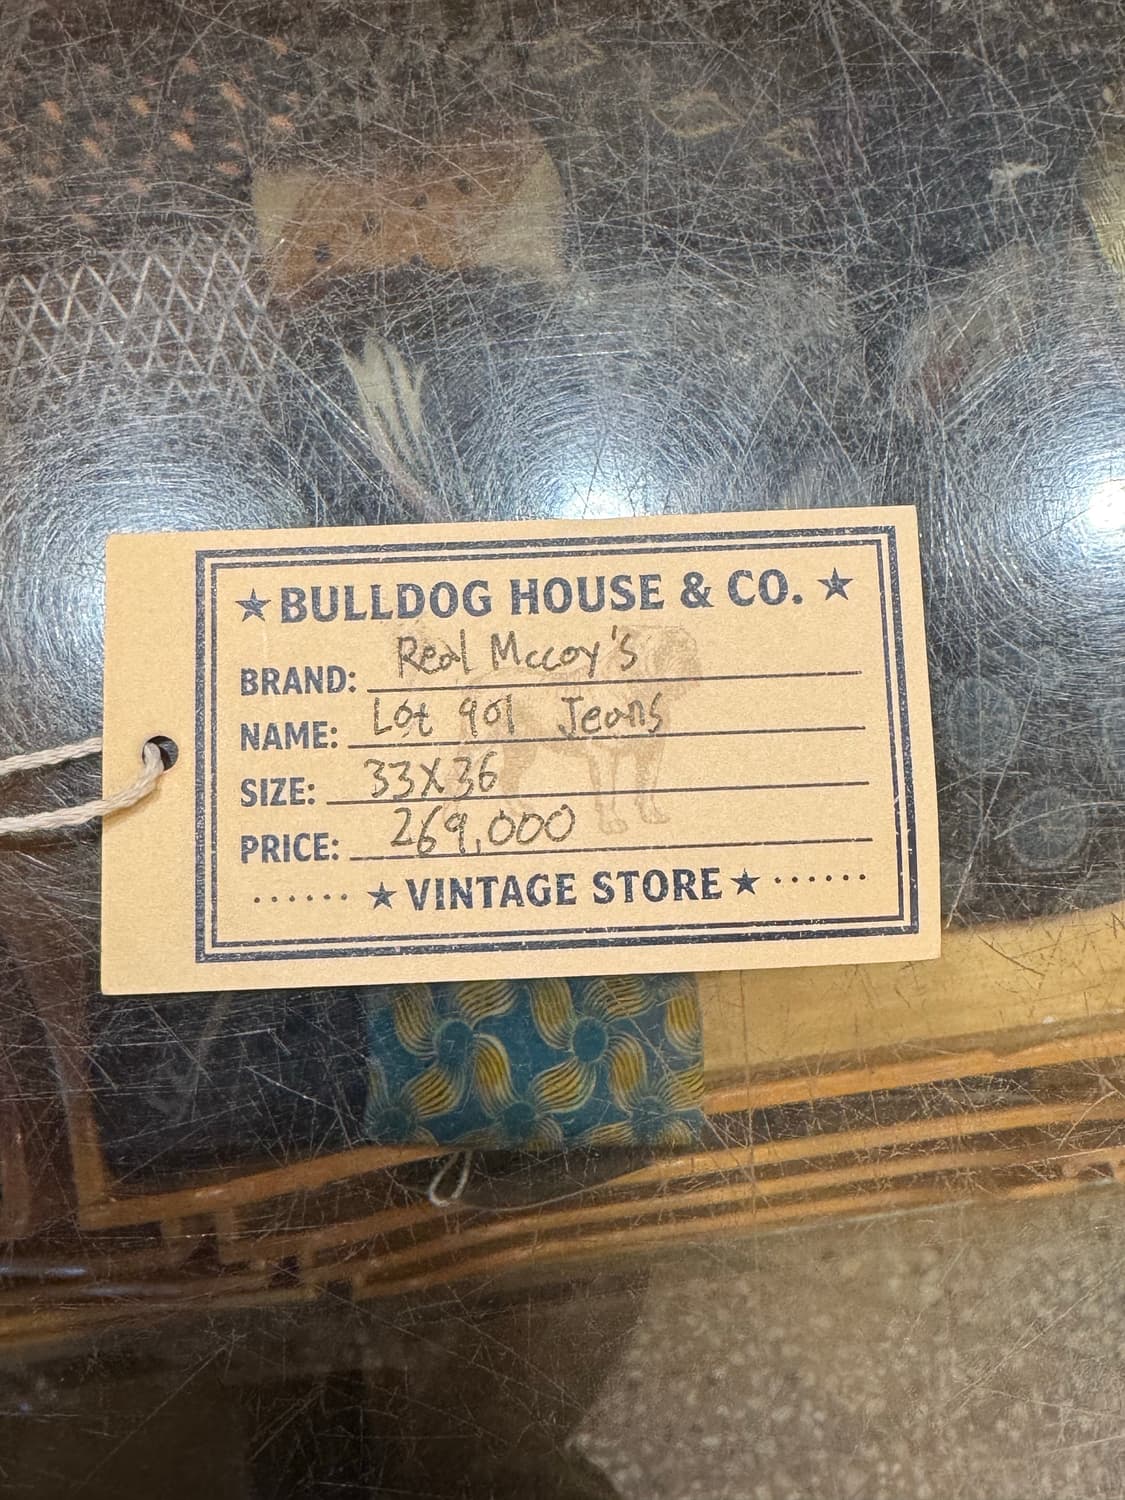 ★BULLDOG HOUSE & CO.★
BRAND: Real Mccoy's
NAME: Lot 901 Jeans
SIZE: 33X36
PRICE: 269,000
······★VINTAGE STORE★······